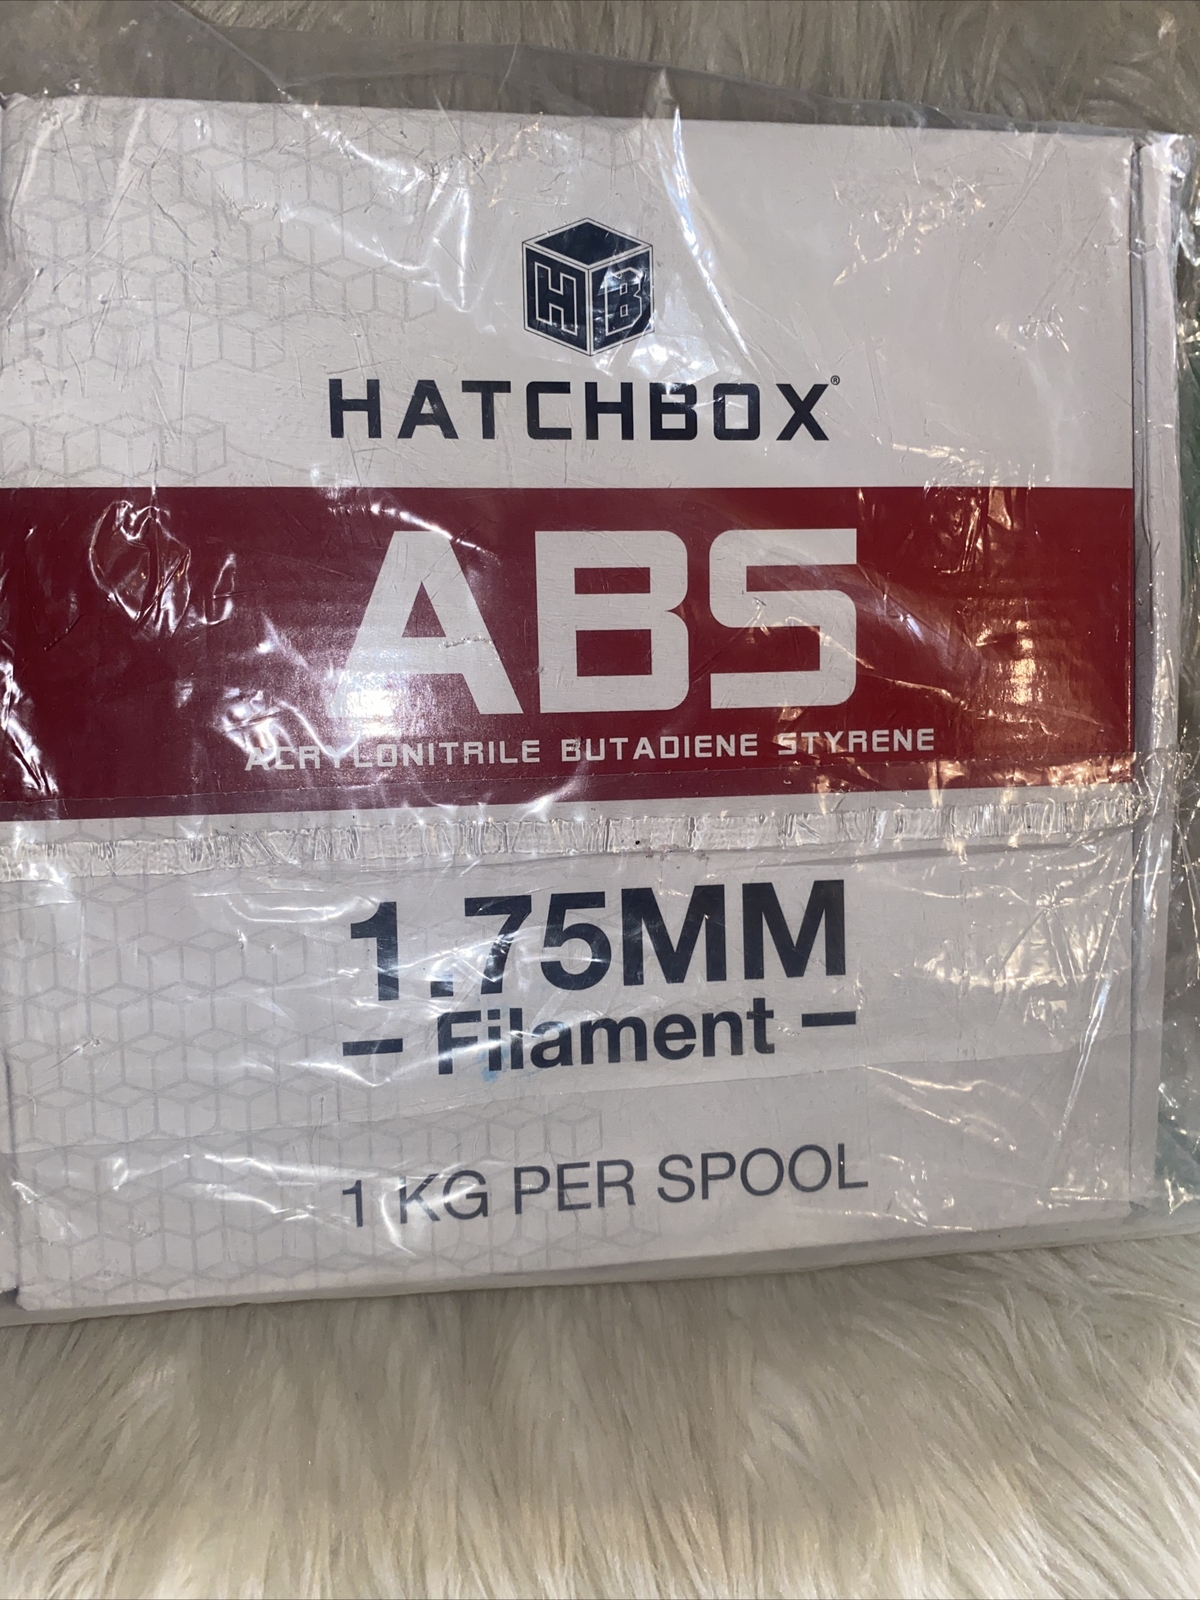 HB
HATCHBOX®
ABS
ACRYLONITRILE BUTADIENE STYRENE
1.75MM
– Filament –
1 KG PER SPOOL